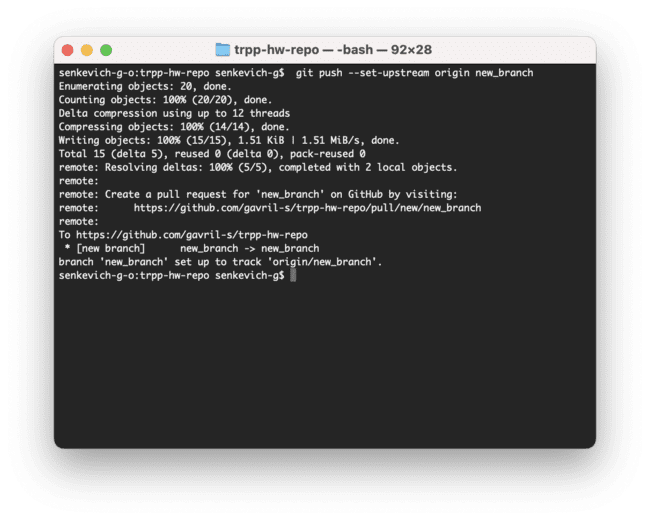 trpp-hw-repo — -bash — 92×28
senkevich-g-o:trpp-hw-repo senkevich-g$  git push --set-upstream origin new_branch
Enumerating objects: 20, done.
Counting objects: 100% (20/20), done.
Delta compression using up to 12 threads
Compressing objects: 100% (14/14), done.
Writing objects: 100% (15/15), 1.51 KiB | 1.51 MiB/s, done.
Total 15 (delta 5), reused 0 (delta 0), pack-reused 0
remote: Resolving deltas: 100% (5/5), completed with 2 local objects.
remote:
remote: Create a pull request for 'new_branch' on GitHub by visiting:
remote:      https://github.com/gavril-s/trpp-hw-repo/pull/new/new_branch
remote:
To https://github.com/gavril-s/trpp-hw-repo
 * [new branch]      new_branch -> new_branch
branch 'new_branch' set up to track 'origin/new_branch'.
senkevich-g-o:trpp-hw-repo senkevich-g$